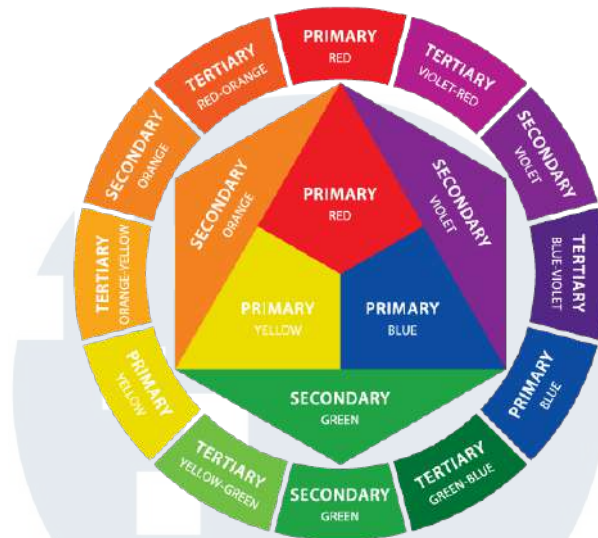 PRIMARY
RED
TERTIARY
VIOLET-RED
SECONDARY
VIOLET
TERTIARY
BLUE-VIOLET
PRIMARY
BLUE
TERTIARY
GREEN-BLUE
SECONDARY
GREEN
TERTIARY
YELLOW-GREEN
PRIMARY
YELLOW
TERTIARY
ORANGE-YELLOW
SECONDARY
ORANGE
TERTIARY
RED-ORANGE
PRIMARY
RED
SECONDARY
ORANGE
SECONDARY
VIOLET
PRIMARY
YELLOW
PRIMARY
BLUE
SECONDARY
GREEN